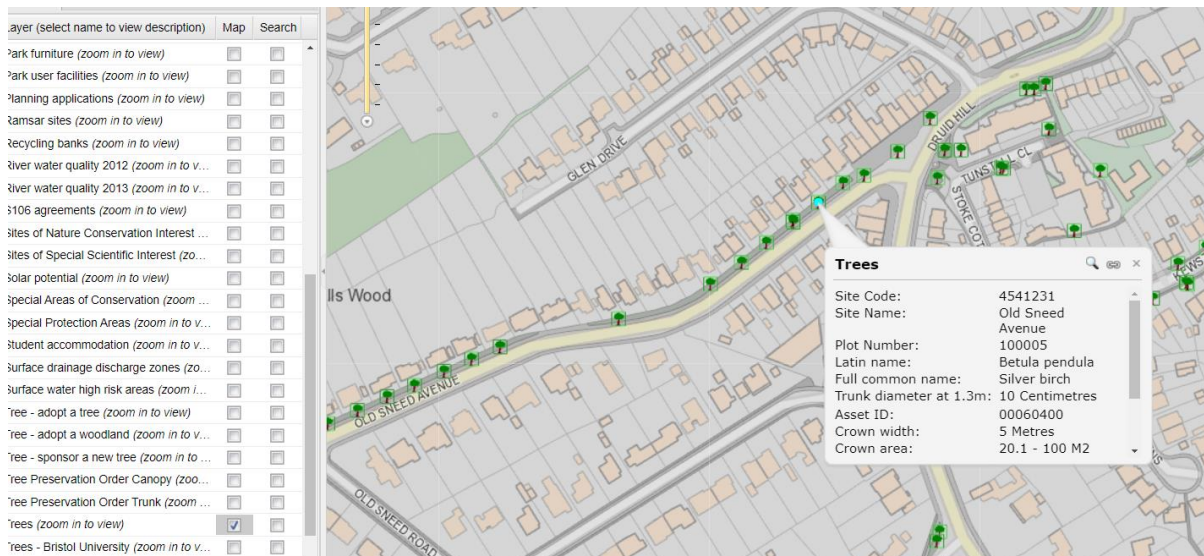 Layer (select name to view description) Map Search
Park furniture (zoom in to view)
Park user facilities (zoom in to view)
Planning applications (zoom in to view)
Ramsar sites (zoom in to view)
Recycling banks (zoom in to view)
River water quality 2012 (zoom in to v...
River water quality 2013 (zoom in to v...
S106 agreements (zoom in to view)
Sites of Nature Conservation Interest ...
Sites of Special Scientific Interest (zo...
Solar potential (zoom in to view)
Special Areas of Conservation (zoom ...
Special Protection Areas (zoom in to v...
Student accommodation (zoom in to v...
Surface drainage discharge zones (zo...
Surface water high risk areas (zoom i...
Tree - adopt a tree (zoom in to view)
Tree - adopt a woodland (zoom in to v...
Tree - sponsor a new tree (zoom in to ...
Tree Preservation Order Canopy (zoo...
Tree Preservation Order Trunk (zoom ...
Trees (zoom in to view)
Trees - Bristol University (zoom in to v...
GLEN DRIVE
DRUID HILL
TUNSTALL CL
STOKE COT
lls Wood
OLD SNEED AVENUE
OLD SNEED ROAD
KEWST
Trees
Site Code: 4541231
Site Name: Old Sneed
Avenue
Plot Number: 100005
Latin name: Betula pendula
Full common name: Silver birch
Trunk diameter at 1.3m: 10 Centimetres
Asset ID: 00060400
Crown width: 5 Metres
Crown area: 20.1 - 100 M2